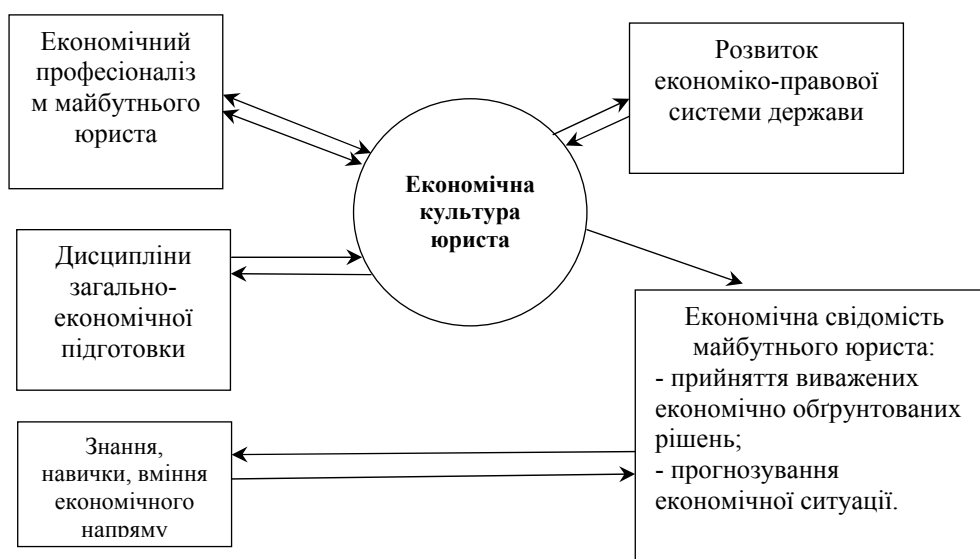 Економічний
професіоналіз
м майбутнього
юриста
Розвиток
економіко-правової
системи держави
Економічна
культура
юриста
Дисципліни
загально-
економічної
підготовки
Економічна свідомість
майбутнього юриста:
- прийняття виважених
економічно обґрунтованих
рішень;
- прогнозування
економічної ситуації.
Знання,
навички, вміння
економічного
напряму